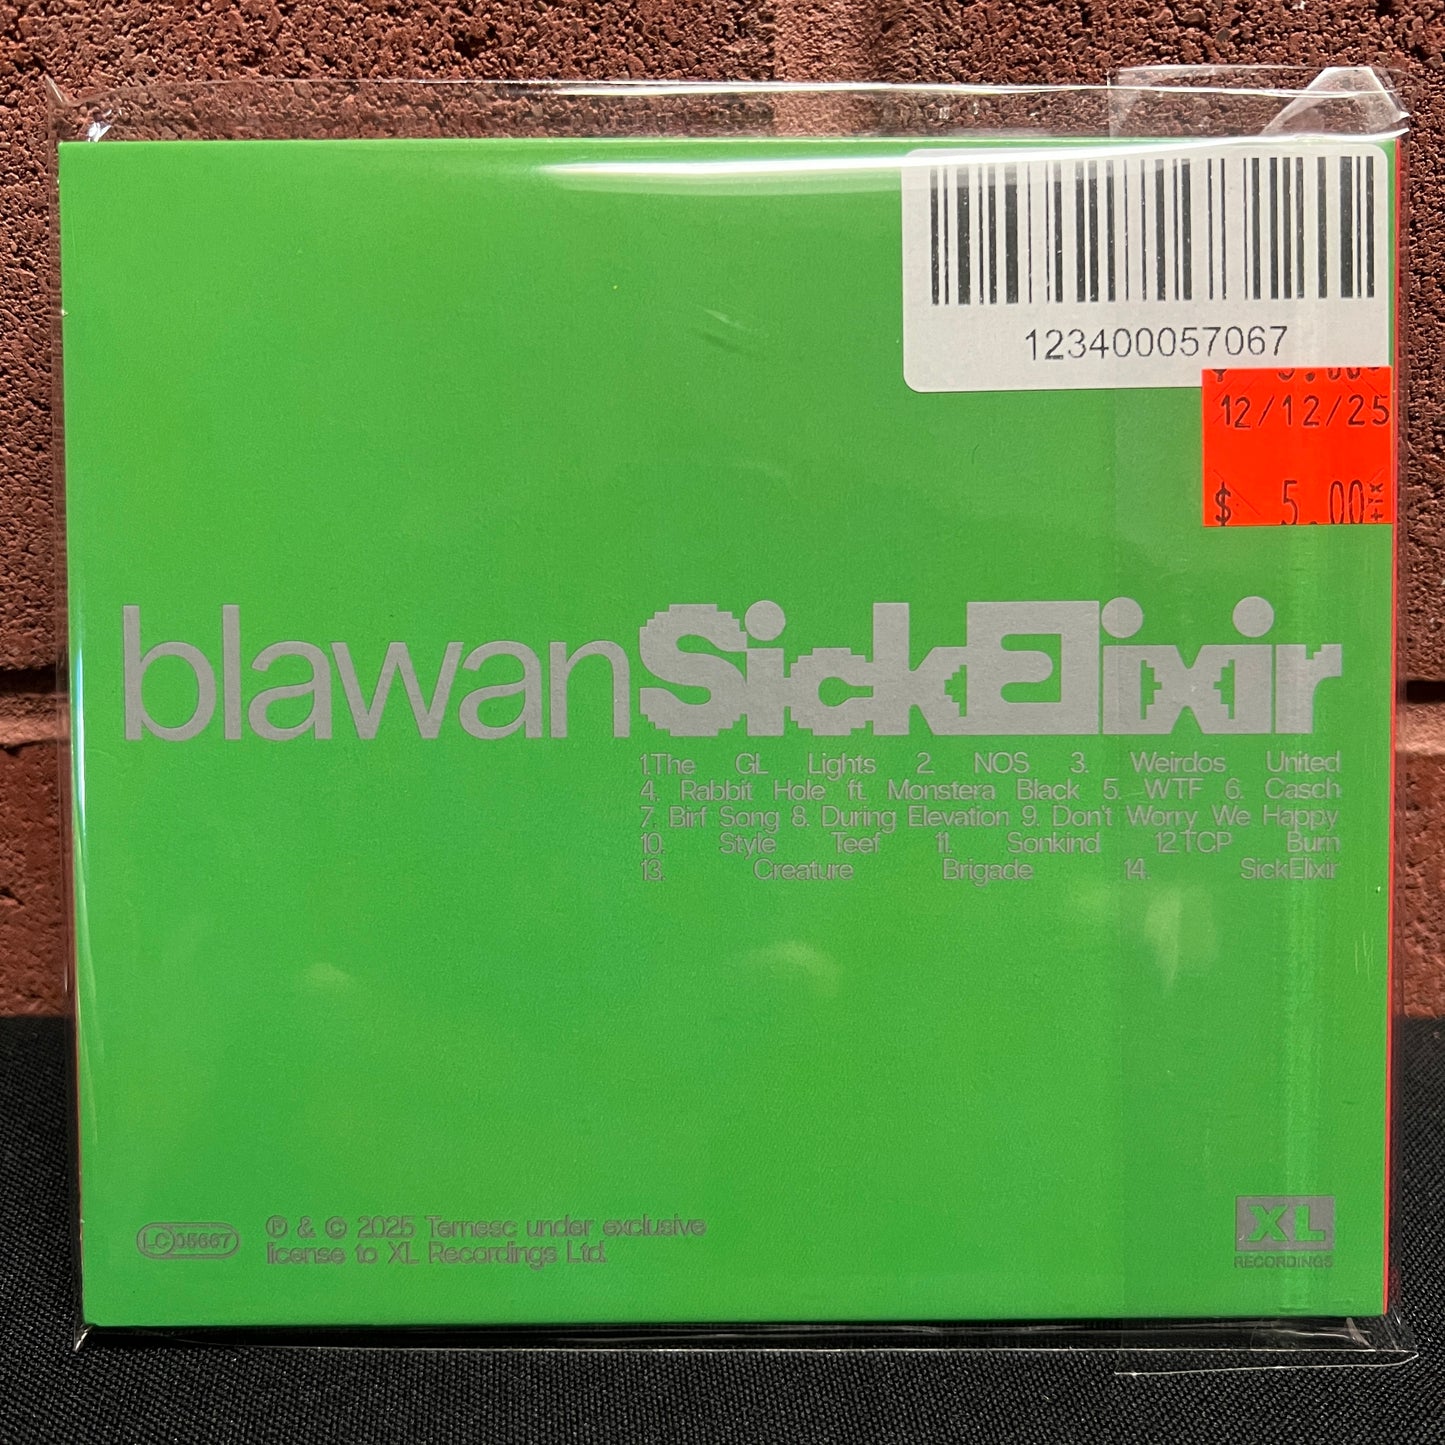 123400057067
12/12/25
$ 5.00
blawan SickElixir
1.The GL Lights 2. NOS 3. Weirdos United
4. Rabbit Hole ft. Monstera Black 5. WTF 6. Casch
7. Birf Song 8. During Elevation 9. Don't Worry We Happy
10. Style Teef 11. Sonkind 12.TCP Burn
13. Creature Brigade 14. SickElixir
LC 05667
℗ & © 2025 Ternesc under exclusive
license to XL Recordings Ltd.
XL
RECORDINGS